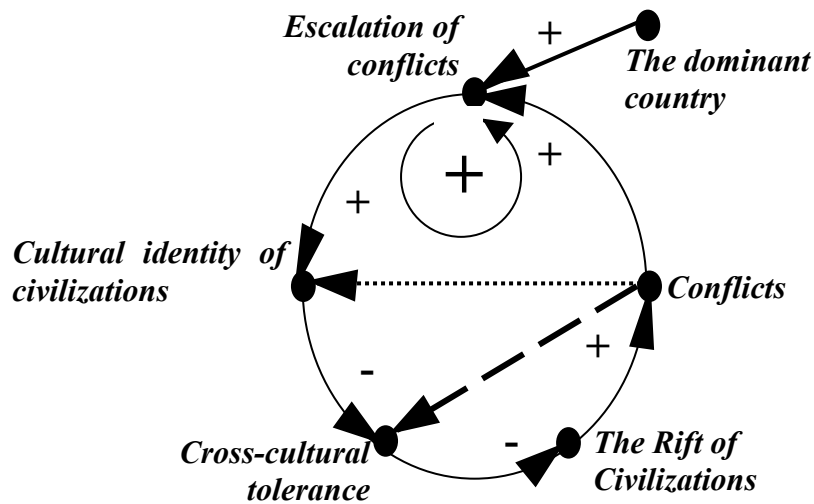 Escalation of
conflicts
+
The dominant
country
+
+
+
Cultural identity of
civilizations
Conflicts
+
-
Cross-cultural
tolerance
-
The Rift of
Civilizations